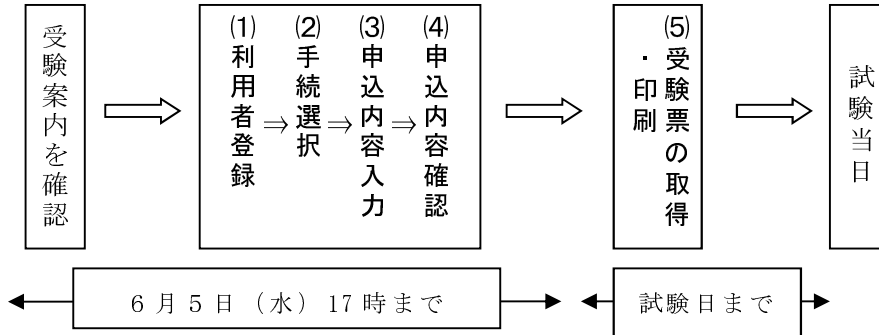 受験案内を確認
⑴利用者登録
⇒
⑵手続選択
⇒
⑶申込内容入力
⇒
⑷申込内容確認
⑸受験票の取得
・印刷
試験当日
6月5日（水）17時まで
試験日まで